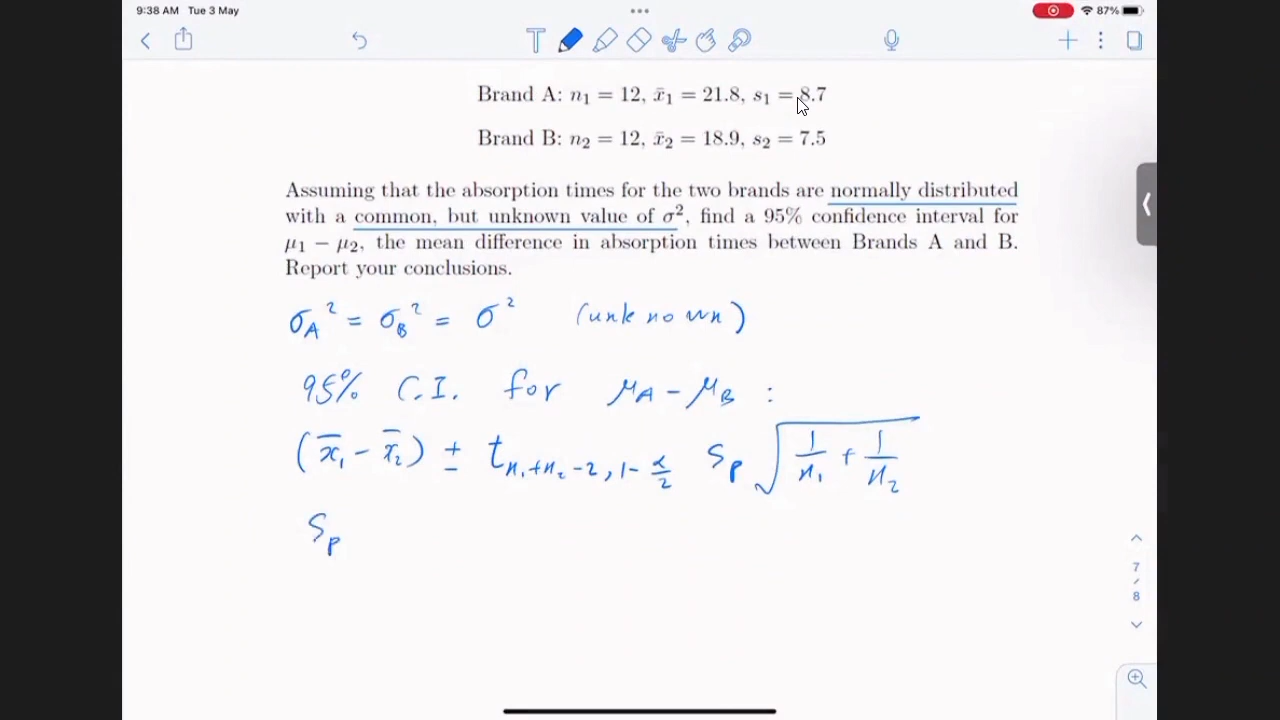 9:38 AM Tue 3 May
87%
T
Brand A: n₁ = 12, x̄₁ = 21.8, s₁ = 8.7
Brand B: n₂ = 12, x̄₂ = 18.9, s₂ = 7.5
Assuming that the absorption times for the two brands are normally distributed
with a common, but unknown value of σ², find a 95% confidence interval for
μ₁ − μ₂, the mean difference in absorption times between Brands A and B.
Report your conclusions.
σ_A² = σ_B² = σ² (unknown)
95% C.I. for μ_A − μ_B :
(x̄₁ − x̄₂) ± t_{n₁+n₂−2, 1−α/2} S_p √(1/n₁ + 1/n₂)
S_p
7
/
8